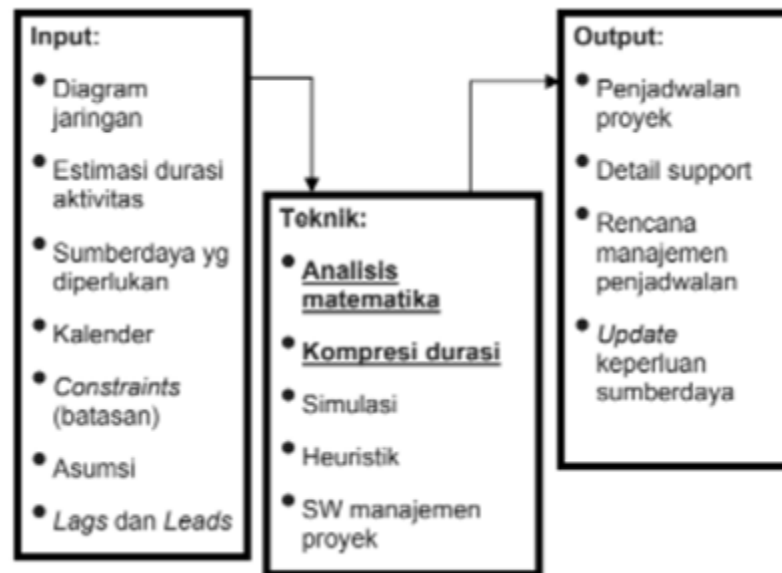 Input:
Diagram
jaringan
Estimasi durasi
aktivitas
Sumberdaya yg
diperlukan
Kalender
Constraints
(batasan)
Asumsi
Lags dan Leads
Teknik:
Analisis
matematika
Kompresi durasi
Simulasi
Heuristik
SW manajemen
proyek
Output:
Penjadwalan
proyek
Detail support
Rencana
manajemen
penjadwalan
Update
keperluan
sumberdaya